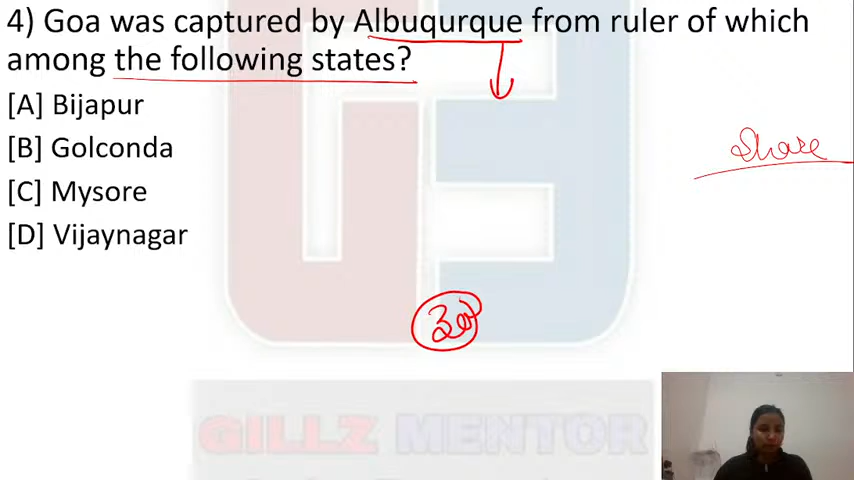 4) Goa was captured by Albuqurque from ruler of which
among the following states?
[A] Bijapur
[B] Golconda
[C] Mysore
[D] Vijaynagar
Share
GILLZ MENTOR